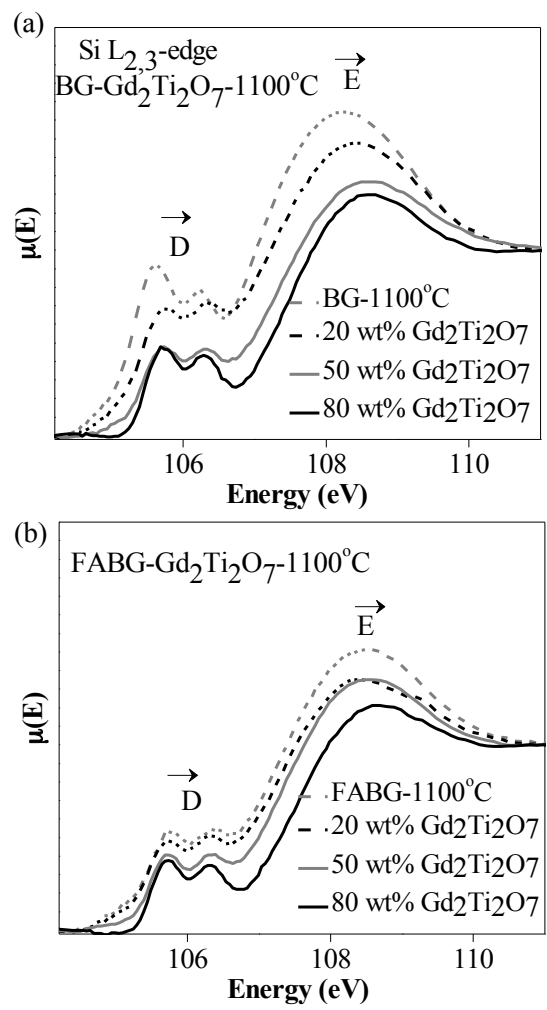 (a)
Si L2,3-edge
BG-Gd2Ti2O7-1100°C
E
D
μ(E)
BG-1100°C
20 wt% Gd2Ti2O7
50 wt% Gd2Ti2O7
80 wt% Gd2Ti2O7
106 108 110
Energy (eV)
(b)
FABG-Gd2Ti2O7-1100°C
E
D
μ(E)
FABG-1100°C
20 wt% Gd2Ti2O7
50 wt% Gd2Ti2O7
80 wt% Gd2Ti2O7
106 108 110
Energy (eV)